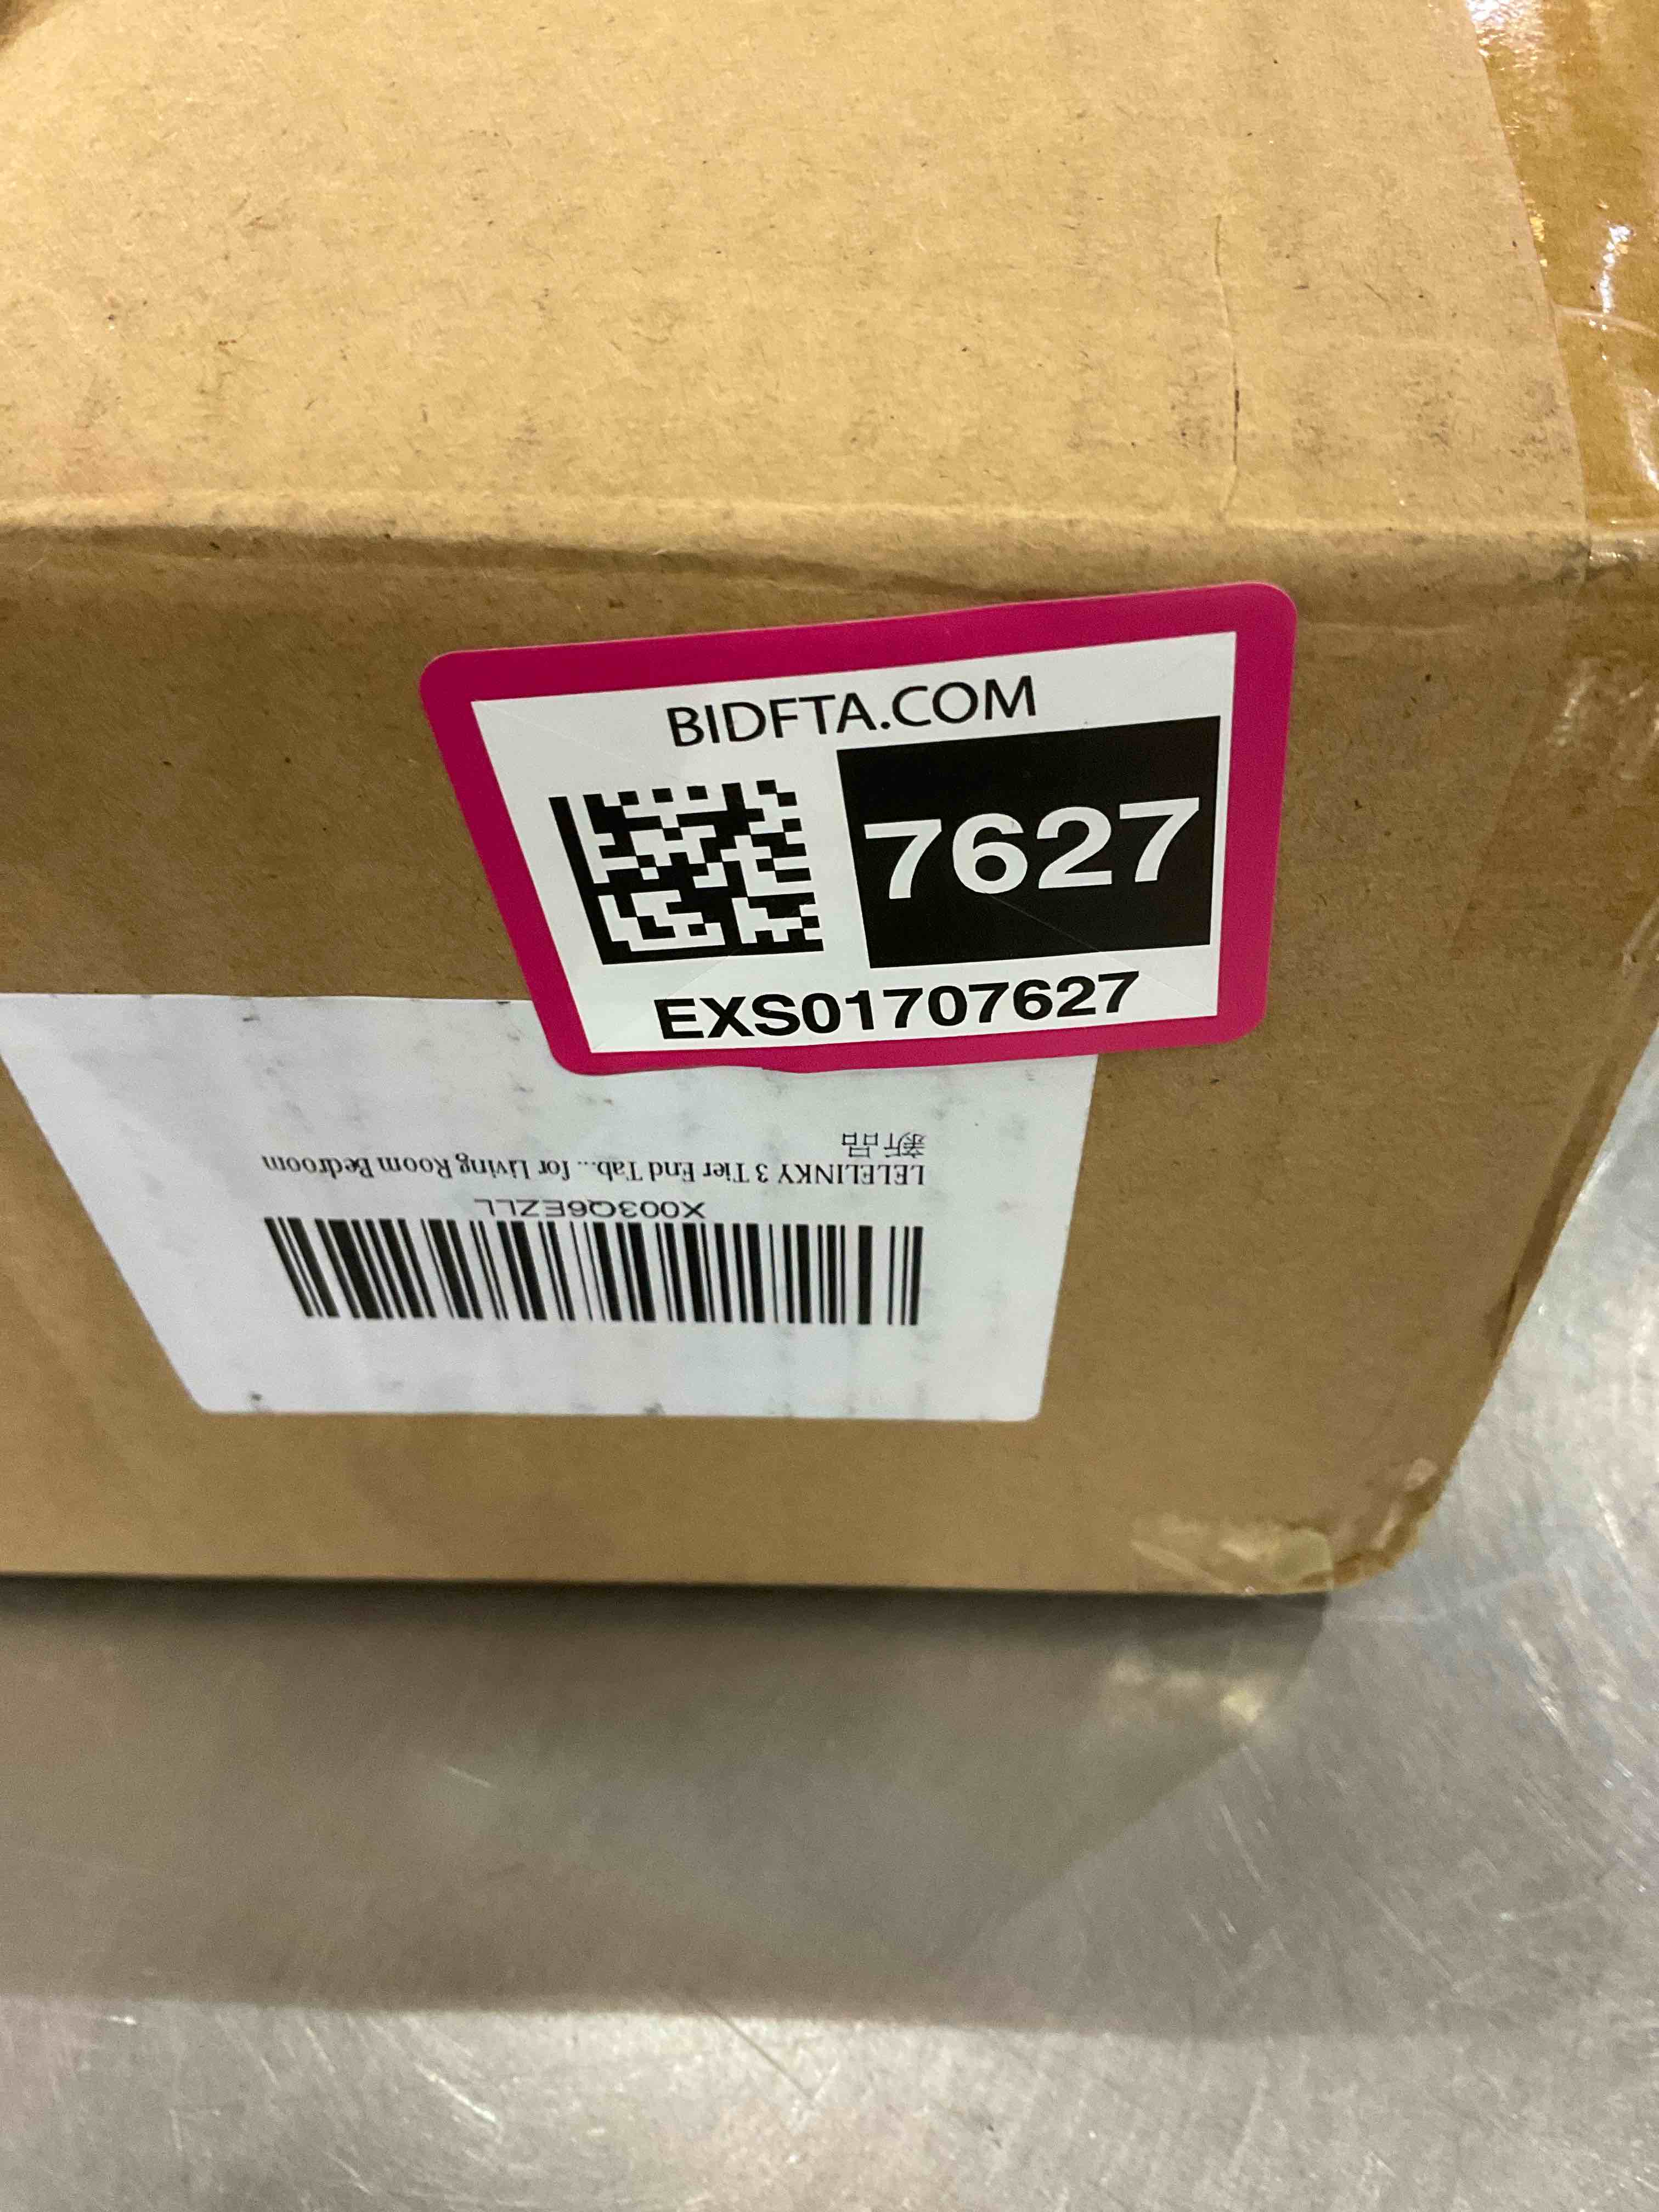 BIDFTA.COM
7627
EXS01707627
X003Q6EZLL
LELELINKY 3 Tier End Tab... for Living Room Bedroom
新品